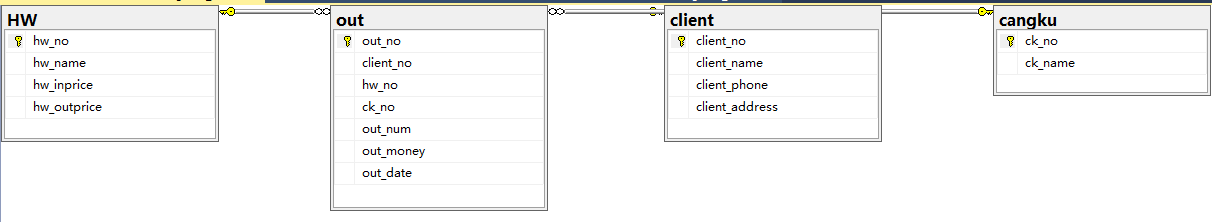 HW
hw_no
hw_name
hw_inprice
hw_outprice
out
out_no
client_no
hw_no
ck_no
out_num
out_money
out_date
client
client_no
client_name
client_phone
client_address
cangku
ck_no
ck_name